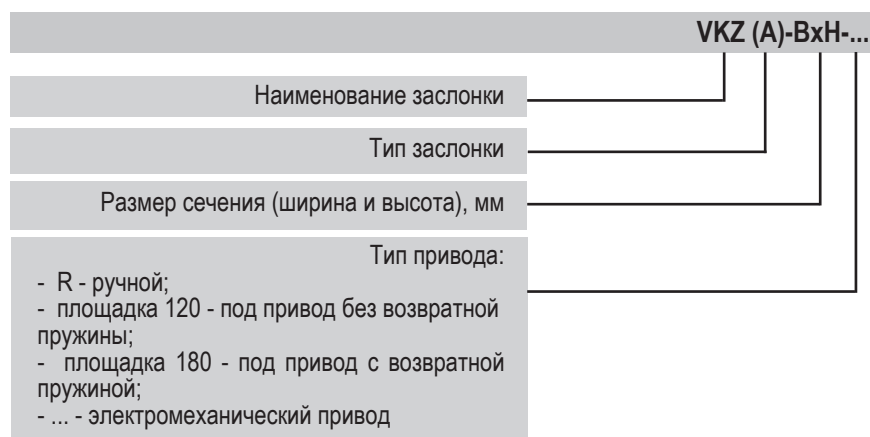 VKZ (A)-BxH-...
Наименование заслонки
Тип заслонки
Размер сечения (ширина и высота), мм
Тип привода:
- R - ручной;
- площадка 120 - под привод без возвратной
пружины;
- площадка 180 - под привод с возвратной
пружиной;
- ... - электромеханический привод